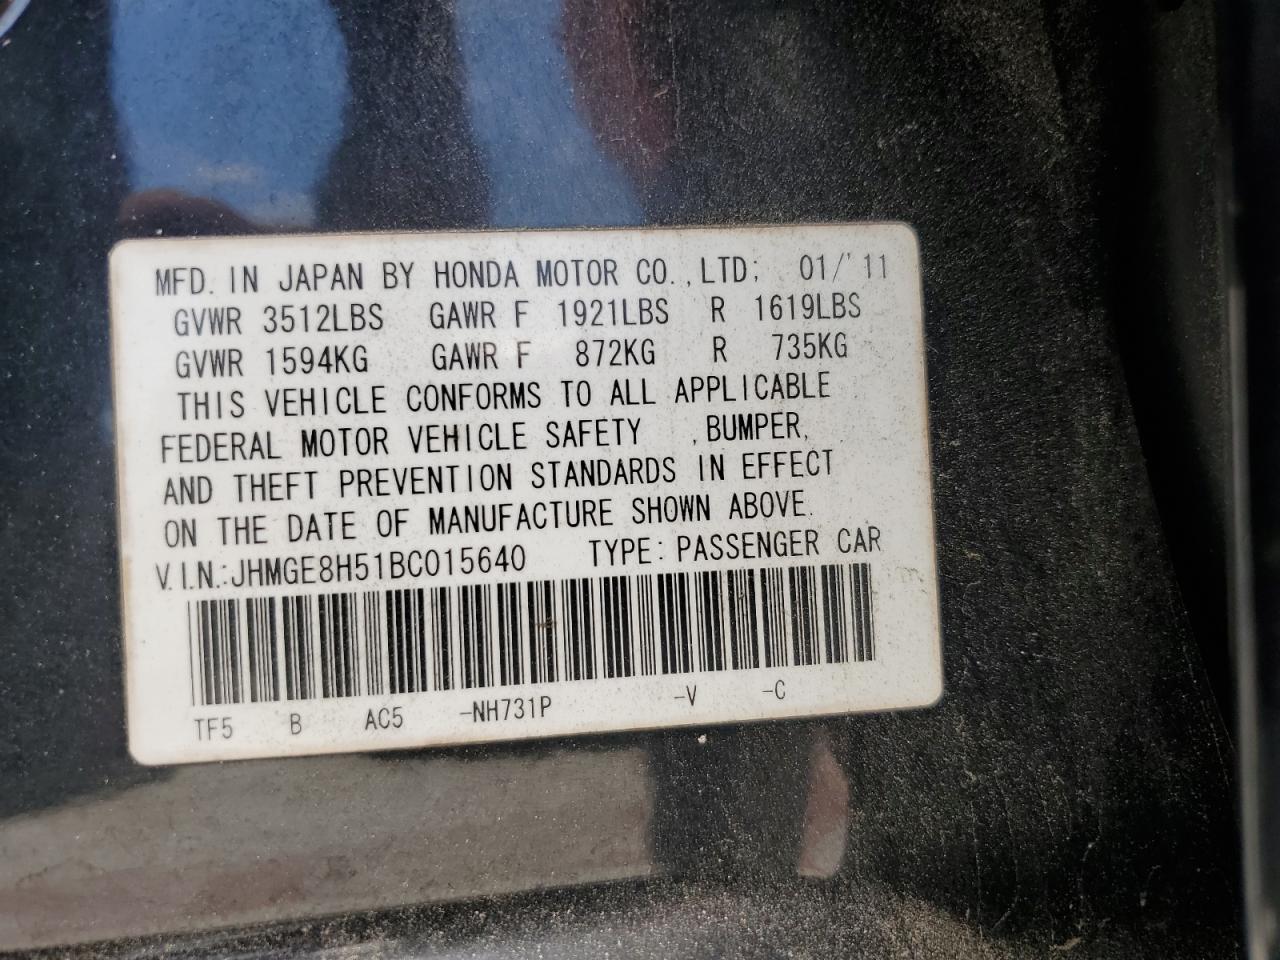 MFD. IN JAPAN BY HONDA MOTOR CO.,LTD; 01/'11
GVWR 3512LBS GAWR F 1921LBS R 1619LBS
GVWR 1594KG GAWR F 872KG R 735KG
THIS VEHICLE CONFORMS TO ALL APPLICABLE
FEDERAL MOTOR VEHICLE SAFETY ,BUMPER,
AND THEFT PREVENTION STANDARDS IN EFFECT
ON THE DATE OF MANUFACTURE SHOWN ABOVE.
V.I.N.:JHMGE8H51BC015640 TYPE:PASSENGER CAR
TF5 B AC5 -NH731P -V -C